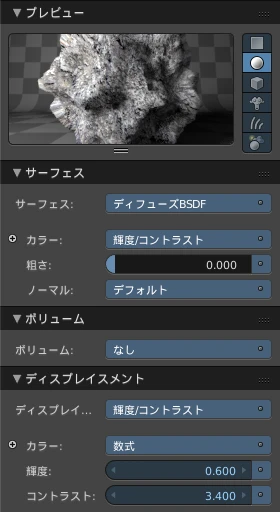 プレビュー
サーフェス
サーフェス: ディフューズBSDF
カラー: 輝度/コントラスト
粗さ: 0.000
ノーマル: デフォルト
ボリューム
ボリューム: なし
ディスプレイスメント
ディスプレイ... 輝度/コントラスト
カラー: 数式
輝度: 0.600
コントラスト: 3.400